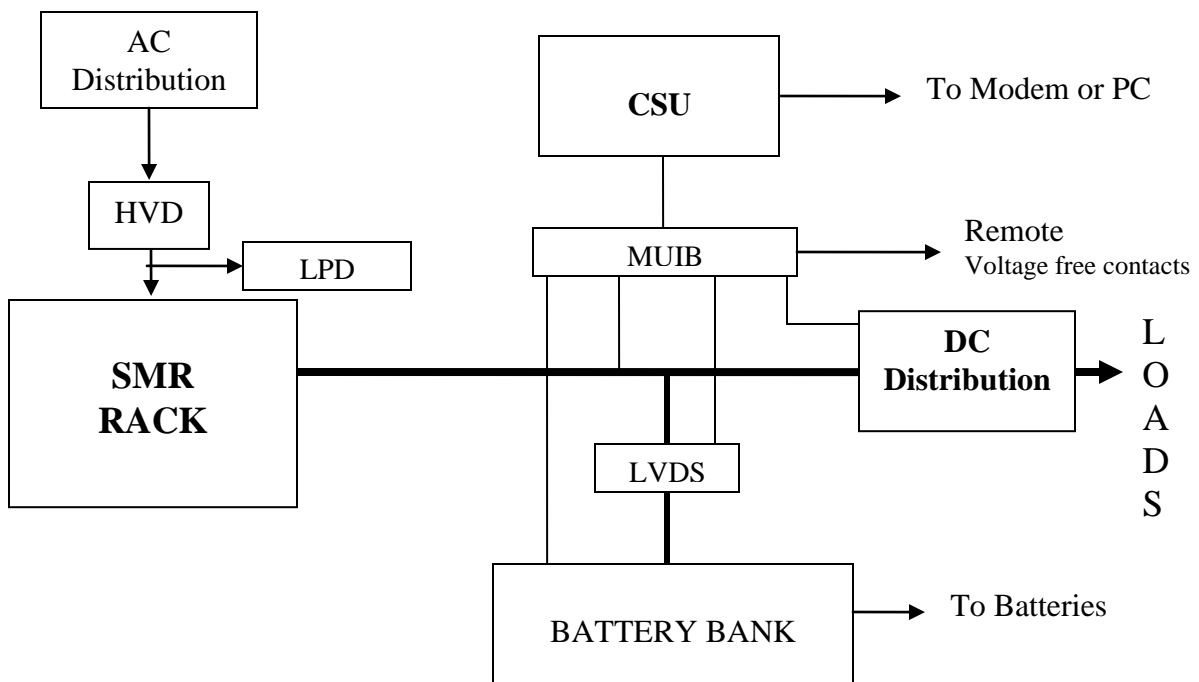 AC
Distribution
CSU
To Modem or PC
HVD
LPD
MUIB
Remote
Voltage free contacts
SMR
RACK
DC
Distribution
L
O
A
D
S
LVDS
BATTERY BANK
To Batteries